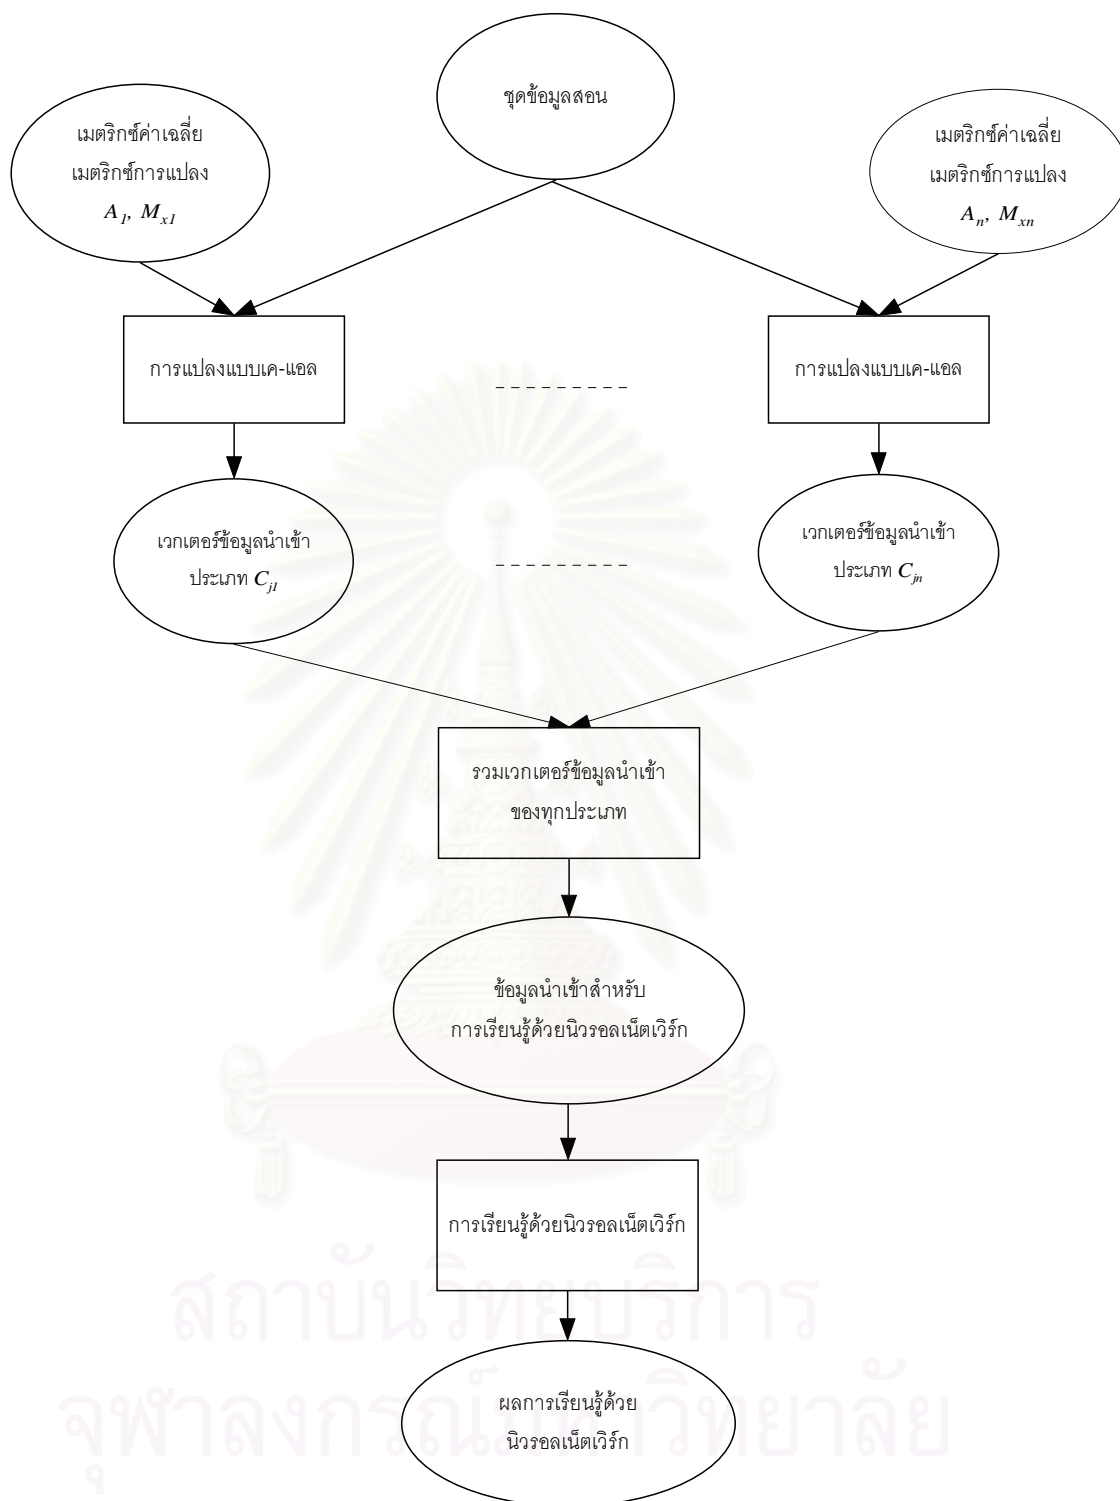 ชุดข้อมูลสอน
เมตริกซ์ค่าเฉลี่ย
เมตริกซ์การแปลง
A₁, Mₓ₁
เมตริกซ์ค่าเฉลี่ย
เมตริกซ์การแปลง
Aₙ, Mₓₙ
การแปลงแบบเค-แอล
---------
การแปลงแบบเค-แอล
เวกเตอร์ข้อมูลนำเข้า
ประเภท C_{j1}
---------
เวกเตอร์ข้อมูลนำเข้า
ประเภท C_{jn}
รวมเวกเตอร์ข้อมูลนำเข้า
ของทุกประเภท
ข้อมูลนำเข้าสำหรับ
การเรียนรู้ด้วยนิวรอลเน็ตเวิร์ก
การเรียนรู้ด้วยนิวรอลเน็ตเวิร์ก
สถาบันวิทยบริการ
จุฬาลงกรณ์มหาวิทยาลัย
ผลการเรียนรู้ด้วย
นิวรอลเน็ตเวิร์ก